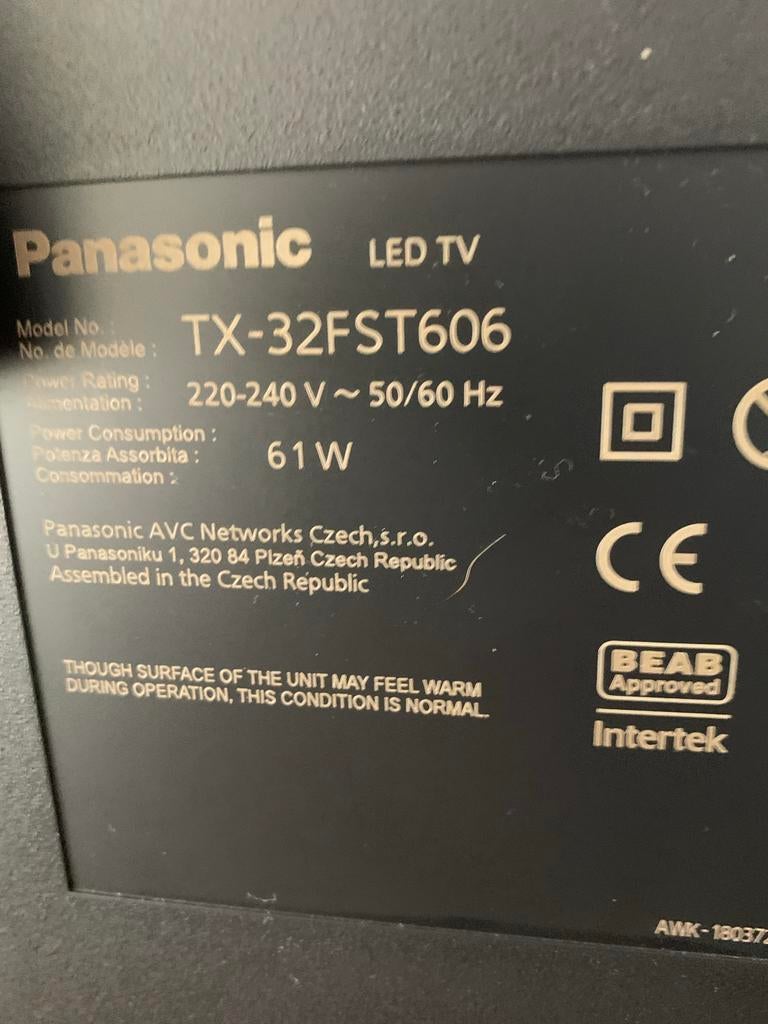 Panasonic LED TV
Model No. :
No. de Modèle : TX-32FST606
Power Rating :
Alimentation : 220-240 V ~ 50/60 Hz
Power Consumption :
Potenza Assorbita : 61 W
Consommation :
Panasonic AVC Networks Czech,s.r.o.
U Panasoniku 1, 320 84 Plzeň Czech Republic
Assembled in the Czech Republic
CE
THOUGH SURFACE OF THE UNIT MAY FEEL WARM
DURING OPERATION, THIS CONDITION IS NORMAL.
BEAB
Approved
Intertek
AWK-180372